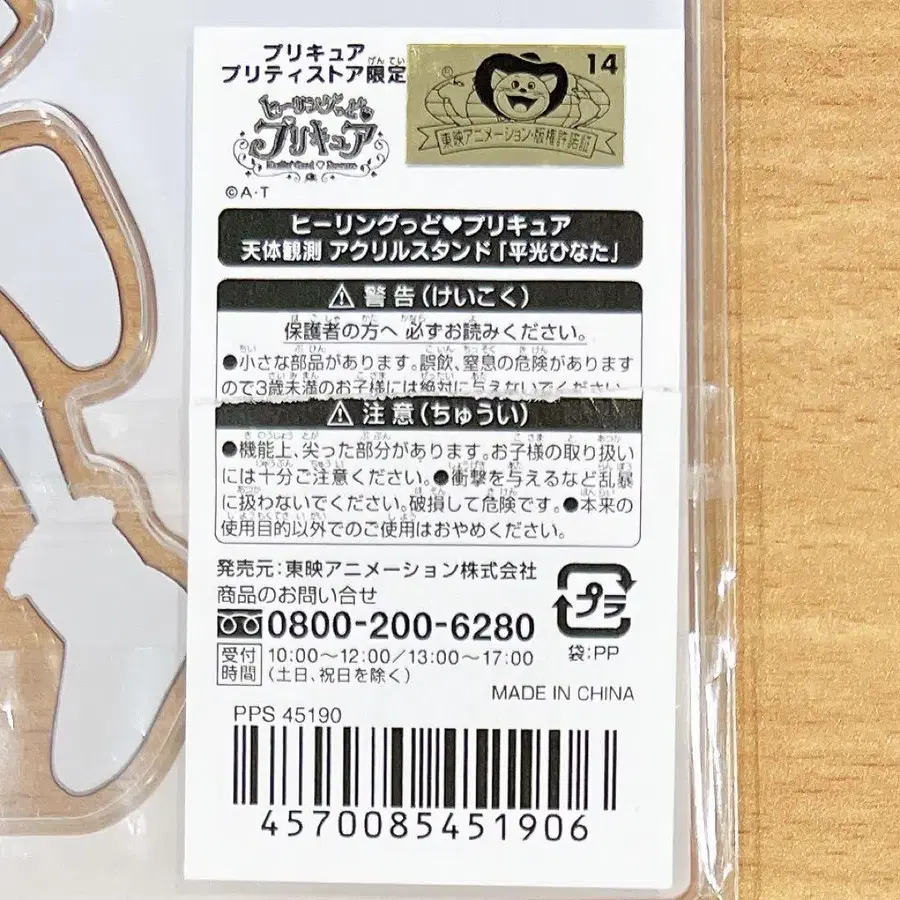 プリキュア
プリティストア限定
げんてい
14
東映アニメーション・版権許諾証
ヒーリングっど♥
プリキュア
©A・T
ヒーリングっど♥プリキュア
天体観測 アクリルスタンド「平光ひなた」
⚠警告(けいこく)
保護者の方へ 必ずお読みください。
●小さな部品があります。誤飲、窒息の危険があります
ので3歳未満のお子様には絶対に与えないでください
⚠注意(ちゅうい)
●機能上、尖った部分があります。お子様の取り扱い
には十分ご注意ください。●衝撃を与えるなど乱暴
に扱わないでください。破損して危険です。●本来の
使用目的以外でのご使用はおやめください。
発売元:東映アニメーション株式会社
商品のお問い合せ
0800-200-6280
受付時間 10:00〜12:00/13:00〜17:00
(土日、祝日を除く)
プラ
袋:PP
MADE IN CHINA
PPS 45190
4570085451906